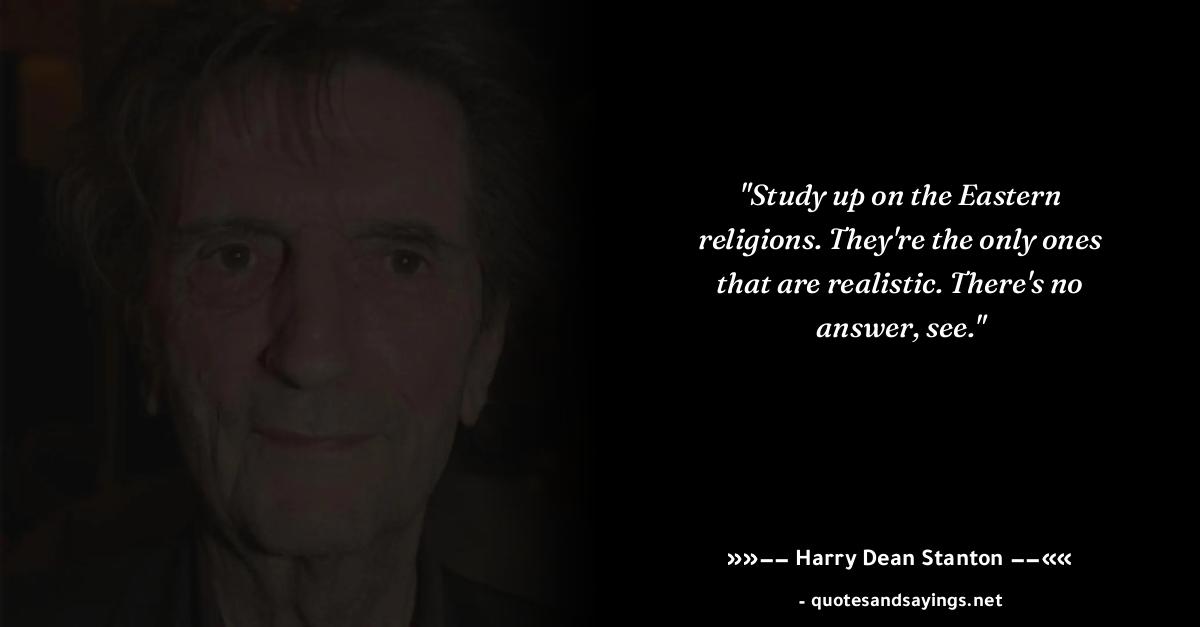 "Study up on the Eastern
religions. They're the only ones
that are realistic. There's no
answer, see."
»»−− Harry Dean Stanton −−««
- quotesandsayings.net